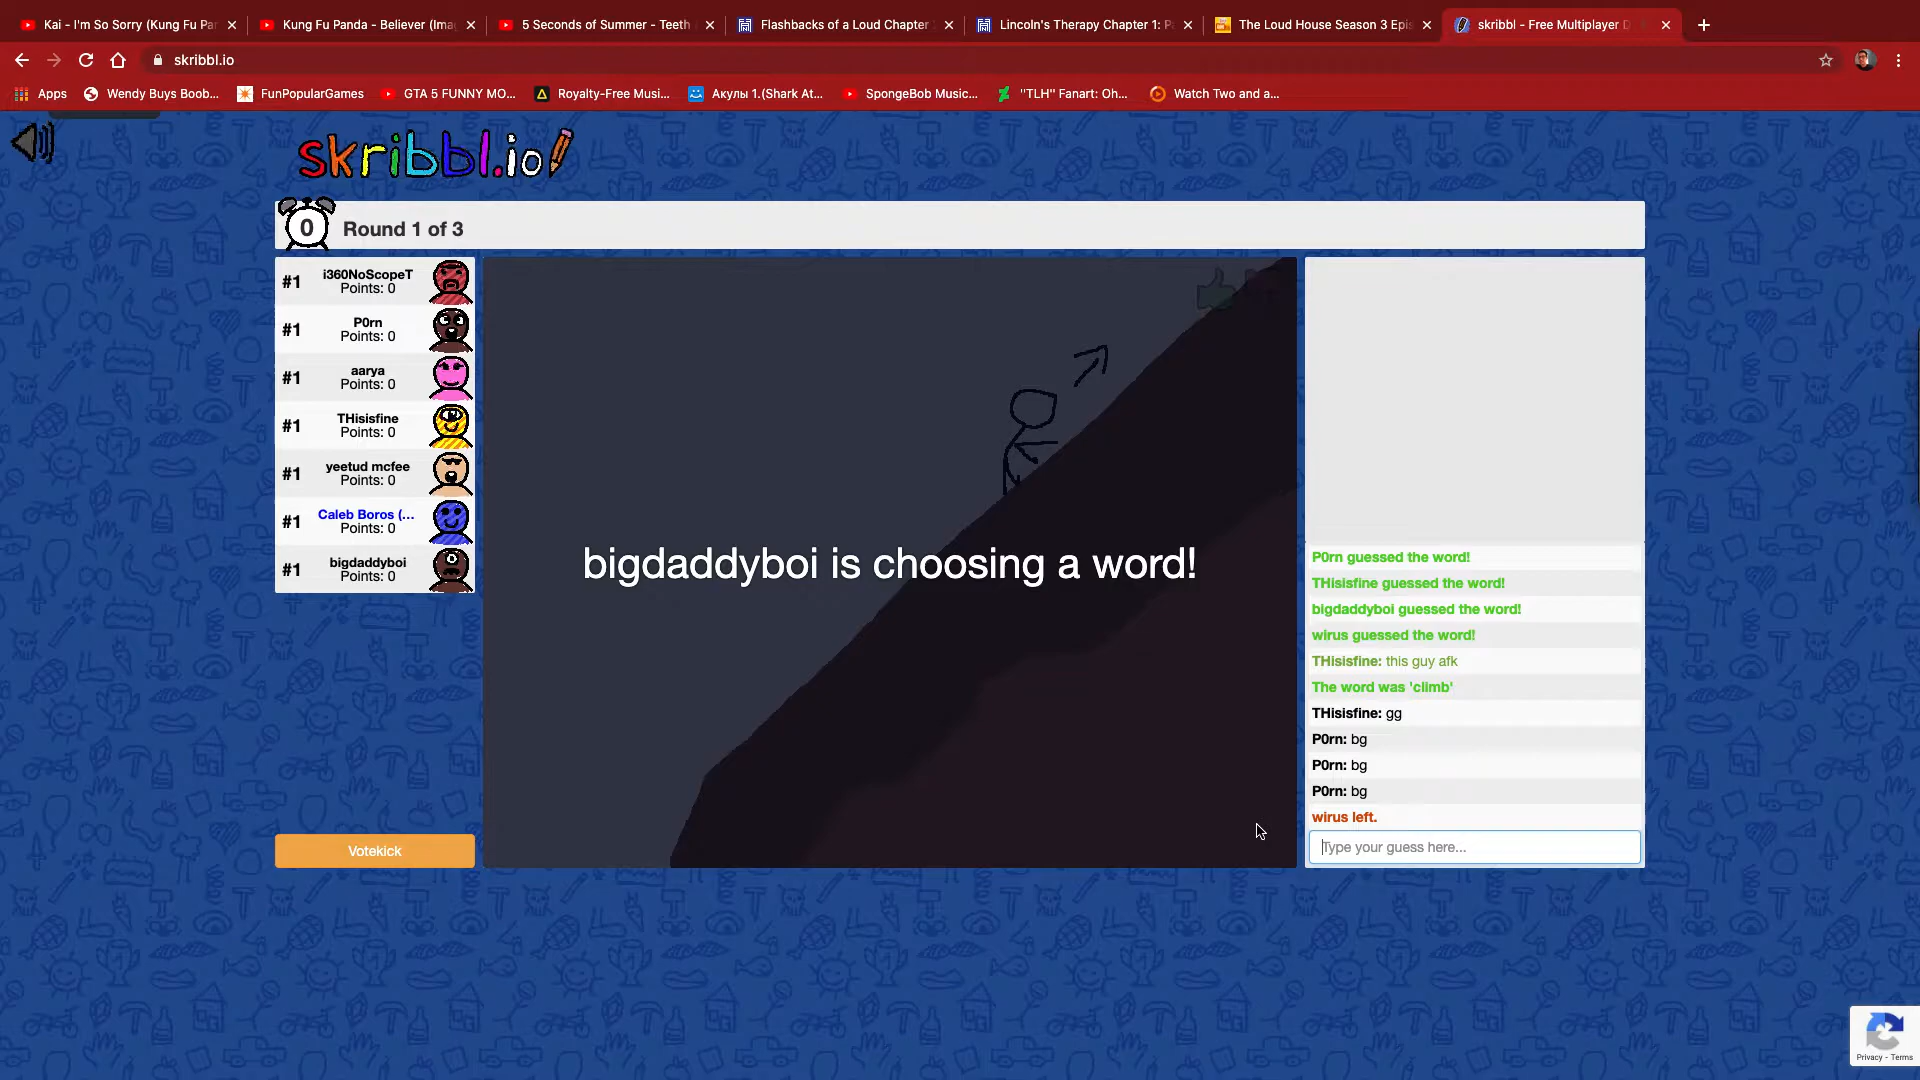 Kai - I'm So Sorry (Kung Fu Pa
Kung Fu Panda - Believer (Ima
5 Seconds of Summer - Teeth
Flashbacks of a Loud Chapter
Lincoln's Therapy Chapter 1: P
The Loud House Season 3 Epis
skribbl - Free Multiplayer D
skribbl.io
Apps
Wendy Buys Boob...
FunPopularGames
GTA 5 FUNNY MO...
Royalty-Free Musi...
Акулы 1.(Shark At...
SpongeBob Music...
"TLH" Fanart: Oh...
Watch Two and a...
skribbl.io
0
Round 1 of 3
#1 i360NoScopeT
Points: 0
#1 P0rn
Points: 0
#1 aarya
Points: 0
#1 THisisfine
Points: 0
#1 yeetud mcfee
Points: 0
#1 Caleb Boros (...
Points: 0
#1 bigdaddyboi
Points: 0
Votekick
bigdaddyboi is choosing a word!
P0rn guessed the word!
THisisfine guessed the word!
bigdaddyboi guessed the word!
wirus guessed the word!
THisisfine: this guy afk
The word was 'climb'
THisisfine: gg
P0rn: bg
P0rn: bg
P0rn: bg
wirus left.
Type your guess here...
Privacy - Terms